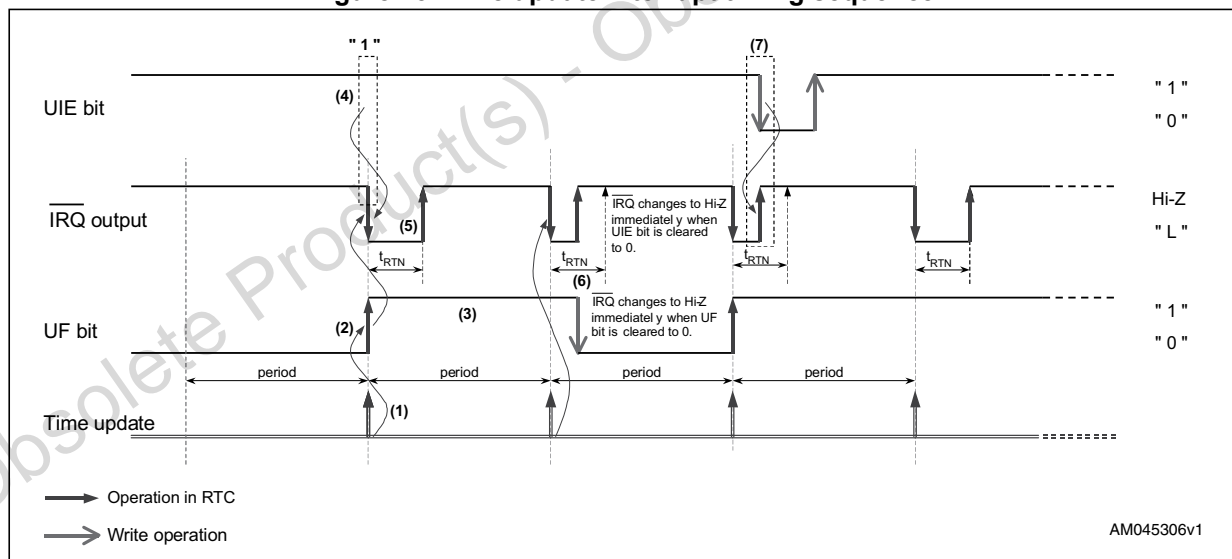 " 1 "
(7)
(4)
UIE bit
" 1 "
" 0 "
IRQ output
(5)
IRQ changes to Hi-Z
immediatel y when
UIE bit is cleared
to 0.
Hi-Z
" L "
tRTN
tRTN
tRTN
tRTN
(6)
UF bit
(2)
(3)
IRQ changes to Hi-Z
immediatel y when UF
bit is cleared to 0.
" 1 "
" 0 "
period
period
period
period
Time update
(1)
Operation in RTC
Write operation
AM045306v1
Obsolete Product(s) - Ob